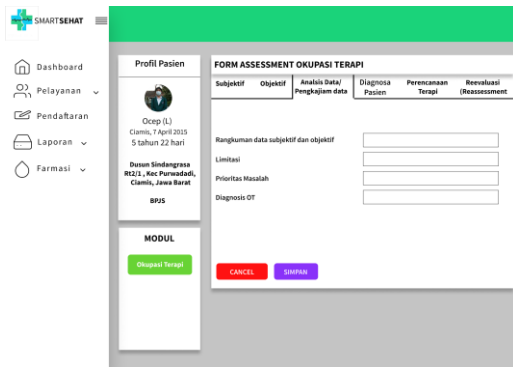 SMARTSEHAT
Dashboard
Pelayanan
Pendaftaran
Laporan
Farmasi
Profil Pasien
Ocep (L)
Ciamis, 7 April 2015
5 tahun 22 hari
Dusun Sindangrasa
Rt2/1 , Kec Purwadadi,
Ciamis, Jawa Barat
BPJS
MODUL
Okupasi Terapi
FORM ASSESSMENT OKUPASI TERAPI
Subjektif
Objektif
Analsis Data/
Pengkajiam data
Diagnosa
Pasien
Perencanaan
Terapi
Reevaluasi
(Reassessment
Rangkuman data subjektif dan objektif
Limitasi
Prioritas Masalah
Diagnosis OT
CANCEL
SIMPAN